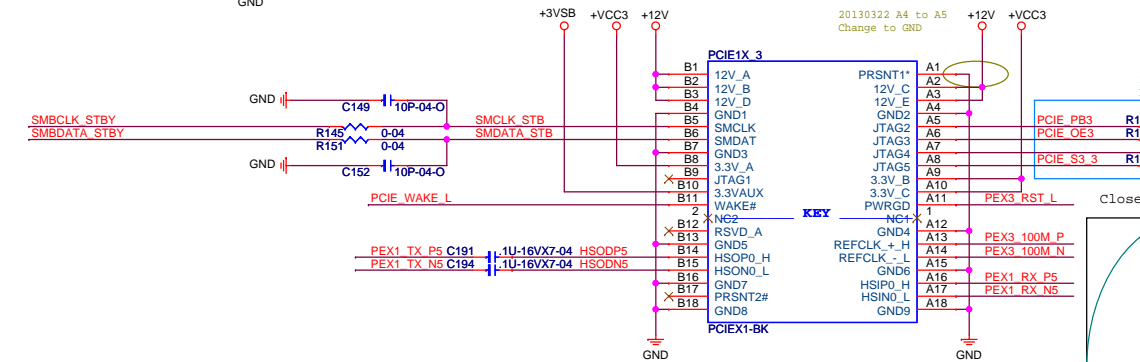 GND
20130322 A4 to A5
Change to GND
+3VSB +VCC3 +12V +12V +VCC3
PCIE1X_3
B1 12V_A PRSNT1* A1
B2 12V_B 12V_C A2
B3 12V_D 12V_E A3
B4 GND1 GND2 A4
B5 SMCLK JTAG2 A5
B6 SMDAT JTAG3 A6
B7 GND3 JTAG4 A7
B8 3.3V_A JTAG5 A8
B9 JTAG1 3.3V_B A9
B10 3.3VAUX 3.3V_C A10
B11 WAKE# PWRGD A11
2 NC2 KEY NC1 1
B12 RSVD_A GND4 A12
B13 GND5 REFCLK_+_H A13
B14 HSOP0_H REFCLK_-_L A14
B15 HSON0_L GND6 A15
B16 GND7 HSIP0_H A16
B17 PRSNT2# HSIN0_L A17
B18 GND8 GND9 A18
PCIEX1-BK
GND C149 10P-04-O
SMBCLK_STBY R145 0-04 SMCLK_STB
SMBDATA_STBY R151 0-04 SMDATA_STB
GND C152 10P-04-O
PCIE_WAKE_L
PEX1_TX_P5 C191 .1U-16VX7-04 HSODP5
PEX1_TX_N5 C194 .1U-16VX7-04 HSODN5
PCIE_PB3 R1
PCIE_OE3 R1
PCIE_S3_3 R1
PEX3_RST_L
Close
PEX3_100M_P
PEX3_100M_N
PEX1_RX_P5
PEX1_RX_N5
GND GND